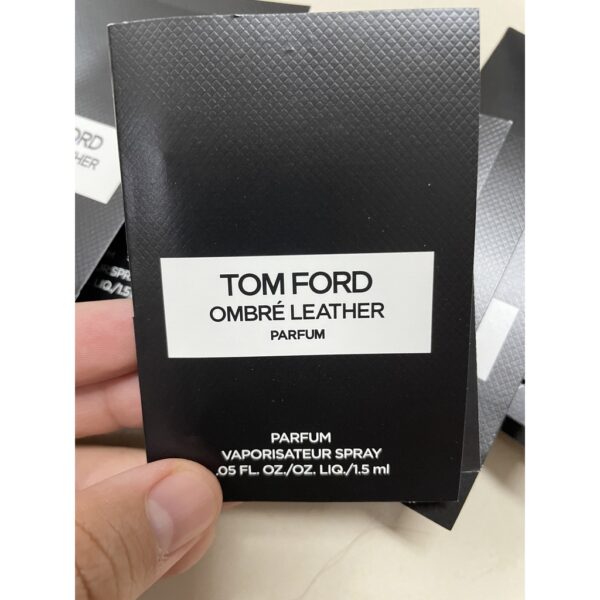 TOM FORD
OMBRÉ LEATHER
PARFUM
PARFUM
VAPORISATEUR SPRAY
.05 FL. OZ./OZ. LIQ./1.5 ml